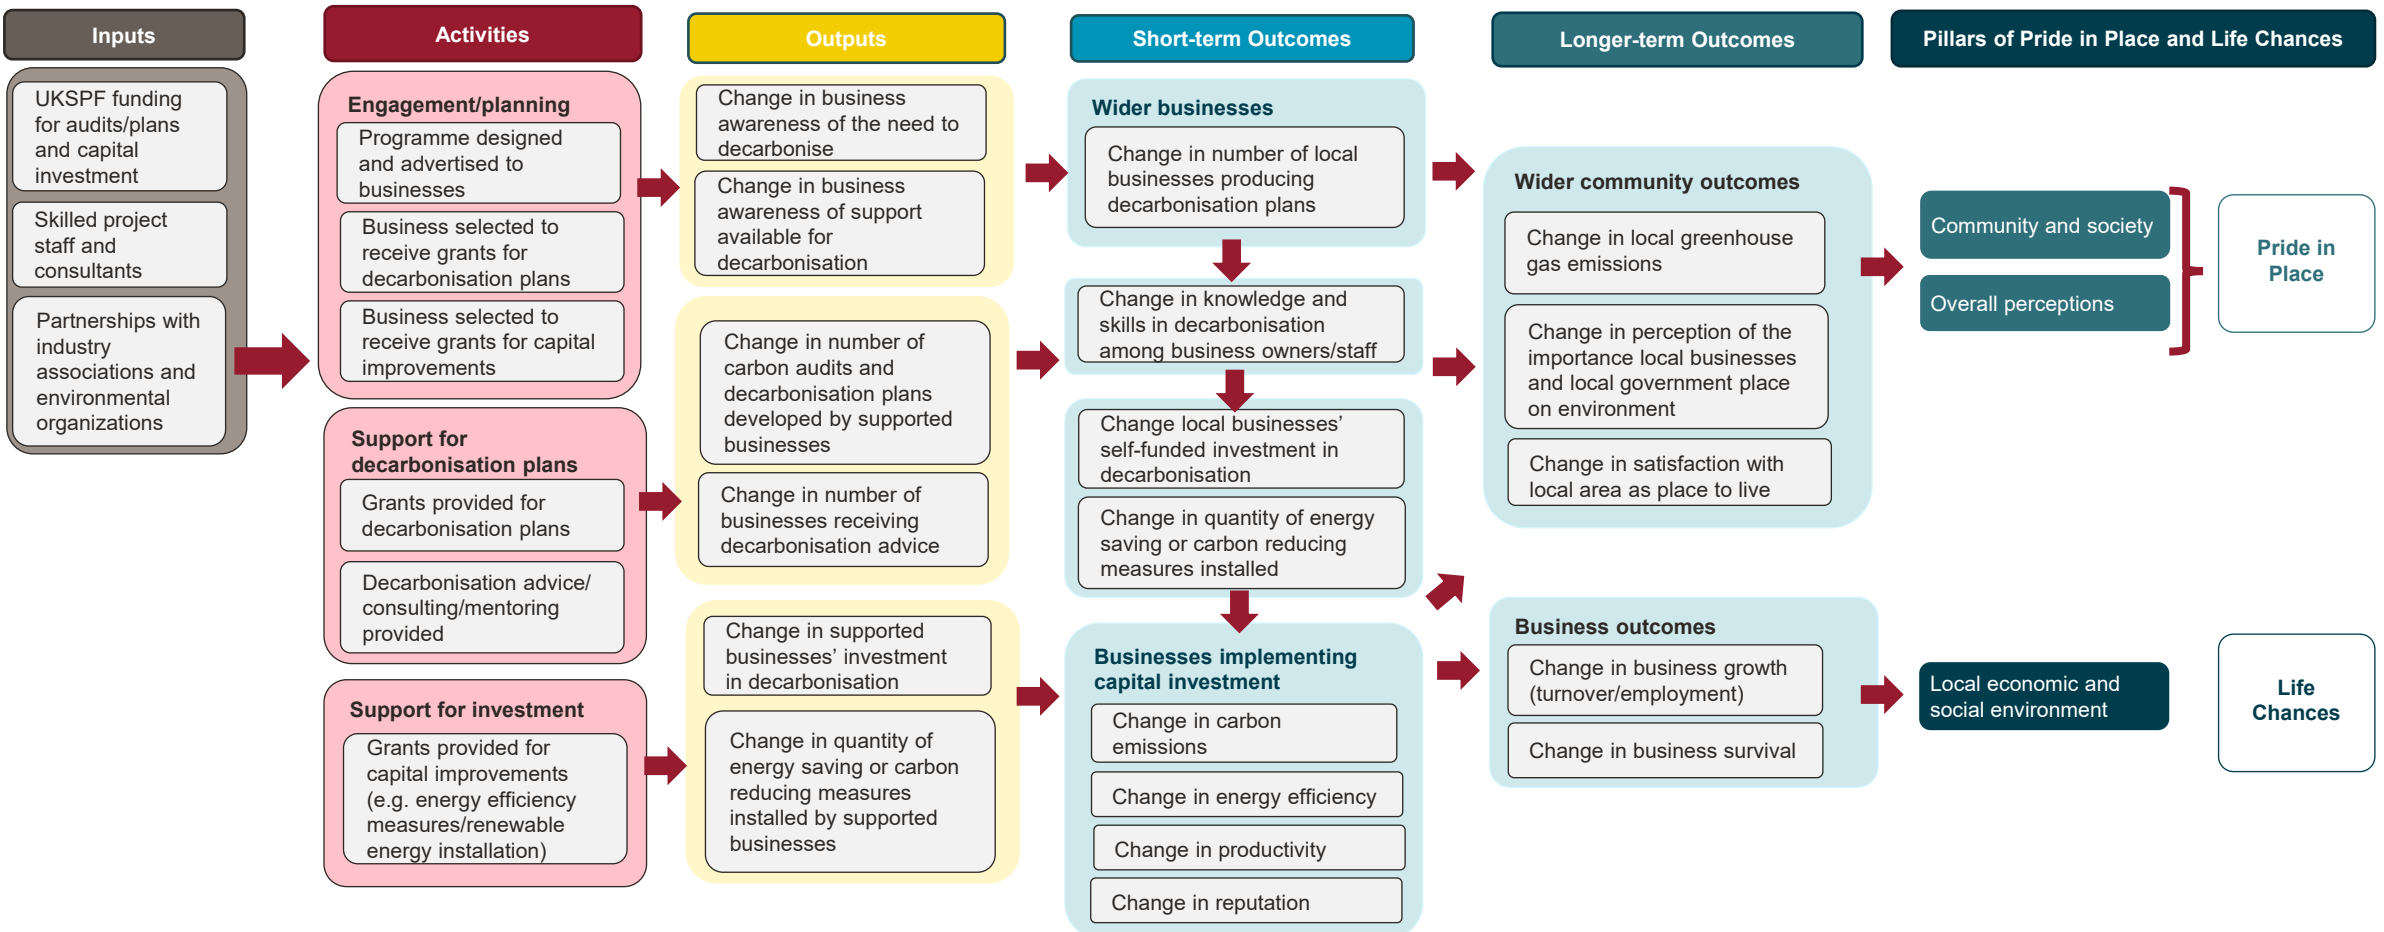 Inputs
UKSPF funding
for audits/plans
and capital
investment
Skilled project
staff and
consultants
Partnerships with
industry
associations and
environmental
organizations
Activities
Engagement/planning
Programme designed
and advertised to
businesses
Business selected to
receive grants for
decarbonisation plans
Business selected to
receive grants for capital
improvements
Support for
decarbonisation plans
Grants provided for
decarbonisation plans
Decarbonisation advice/
consulting/mentoring
provided
Support for investment
Grants provided for
capital improvements
(e.g. energy efficiency
measures/renewable
energy installation)
Outputs
Change in business
awareness of the need to
decarbonise
Change in business
awareness of support
available for
decarbonisation
Change in number of
carbon audits and
decarbonisation plans
developed by supported
businesses
Change in number of
businesses receiving
decarbonisation advice
Change in supported
businesses’ investment
in decarbonisation
Change in quantity of
energy saving or carbon
reducing measures
installed by supported
businesses
Short-term Outcomes
Wider businesses
Change in number of local
businesses producing
decarbonisation plans
Change in knowledge and
skills in decarbonisation
among business owners/staff
Change local businesses’
self-funded investment in
decarbonisation
Change in quantity of energy
saving or carbon reducing
measures installed
Businesses implementing
capital investment
Change in carbon
emissions
Change in energy efficiency
Change in productivity
Change in reputation
Longer-term Outcomes
Wider community outcomes
Change in local greenhouse
gas emissions
Change in perception of the
importance local businesses
and local government place
on environment
Change in satisfaction with
local area as place to live
Business outcomes
Change in business growth
(turnover/employment)
Change in business survival
Pillars of Pride in Place and Life Chances
Community and society
Overall perceptions
Pride in
Place
Local economic and
social environment
Life
Chances